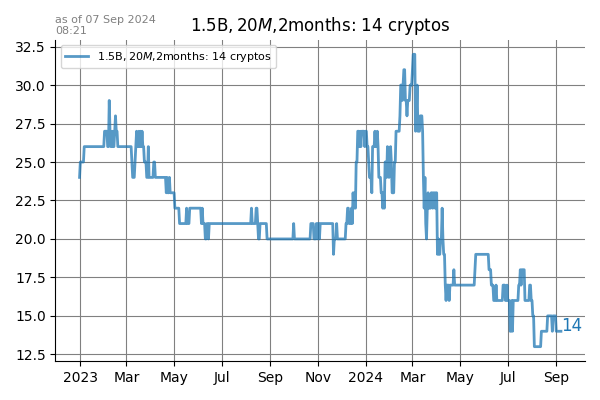 as of 07 Sep 2024
08:21
1.5B, 20M,2months: 14 cryptos
1.5B, 20M,2months: 14 cryptos
32.5
30.0
27.5
25.0
22.5
20.0
17.5
15.0
12.5
14
2023 Mar May Jul Sep Nov 2024 Mar May Jul Sep